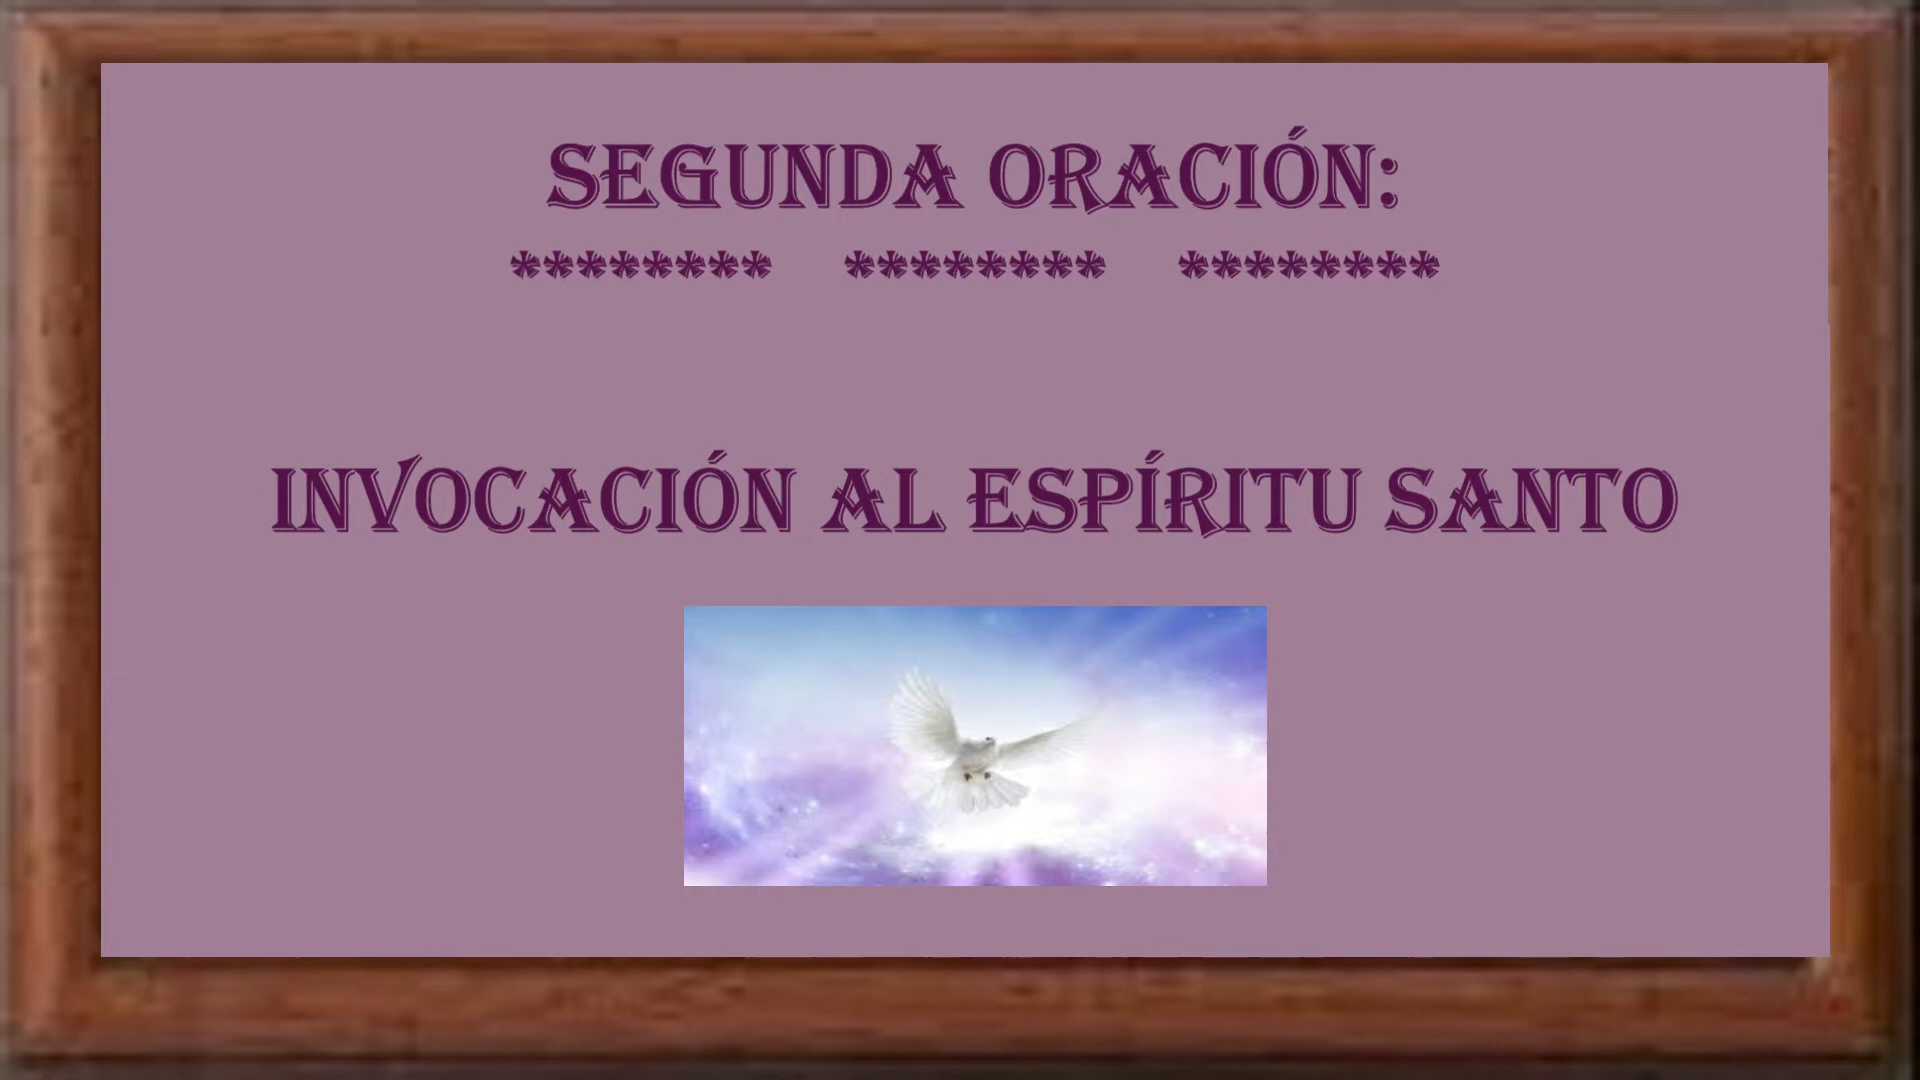 SEGUNDA ORACIÓN:
******** ******** ********
INVOCACIÓN AL ESPÍRITU SANTO